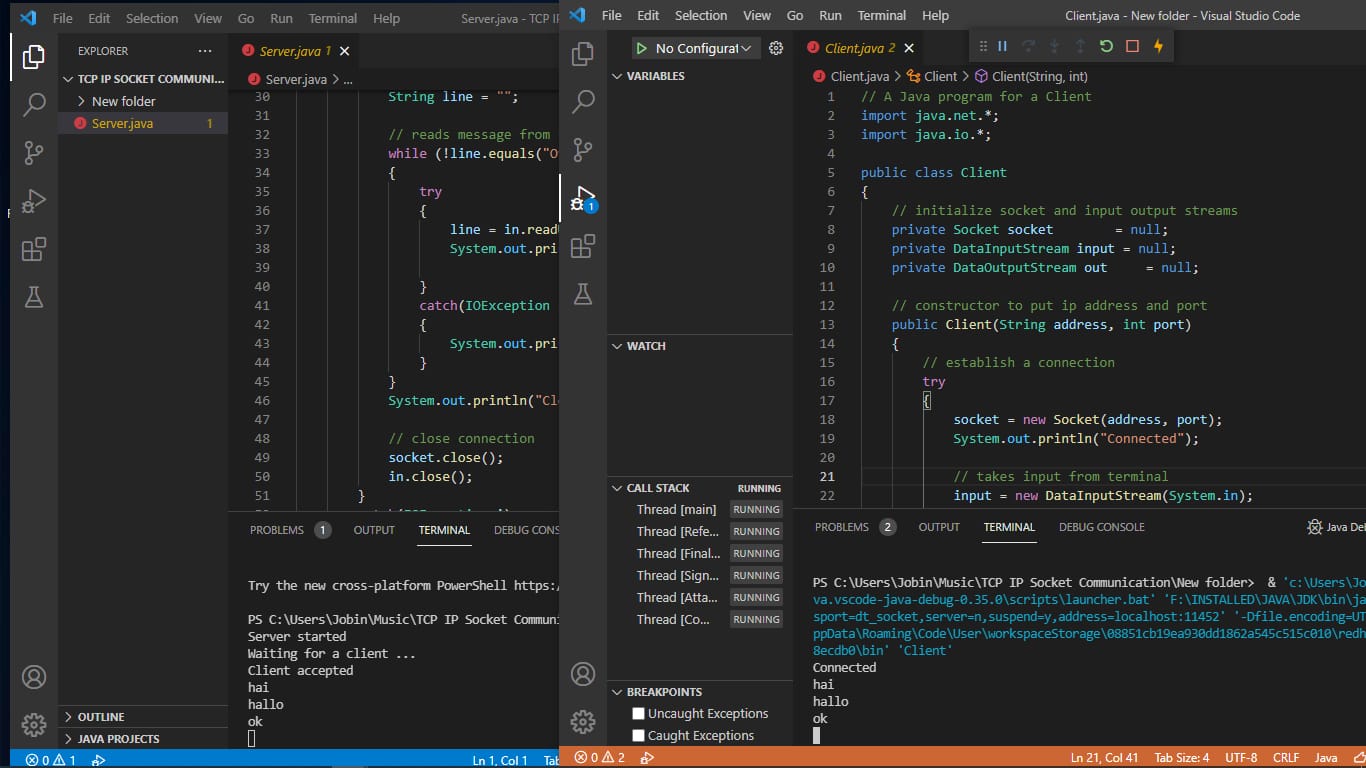 File Edit Selection View Go Run Terminal Help Server.java - TCP IP
EXPLORER ...
TCP IP SOCKET COMMUNI...
New folder
Server.java 1
OUTLINE
JAVA PROJECTS
Server.java 1
Server.java > ...
30 String line = "";
31
32 // reads message from
33 while (!line.equals("O
34 {
35 try
36 {
37 line = in.read
38 System.out.pri
39
40 }
41 catch(IOException
42 {
43 System.out.pri
44 }
45 }
46 System.out.println("Cl
47
48 // close connection
49 socket.close();
50 in.close();
51 }
PROBLEMS 1 OUTPUT TERMINAL DEBUG CONS
Try the new cross-platform PowerShell https:/
PS C:\Users\Jobin\Music\TCP IP Socket Communi
Server started
Waiting for a client ...
Client accepted
hai
hallo
ok
0 1 Ln 1, Col 1 Tab
File Edit Selection View Go Run Terminal Help Client.java - New folder - Visual Studio Code
No Configurat
VARIABLES
WATCH
CALL STACK RUNNING
Thread [main] RUNNING
Thread [Refe... RUNNING
Thread [Final... RUNNING
Thread [Sign... RUNNING
Thread [Atta... RUNNING
Thread [Co... RUNNING
BREAKPOINTS
Uncaught Exceptions
Caught Exceptions
1
Client.java 2
Client.java > Client > Client(String, int)
1 // A Java program for a Client
2 import java.net.*;
3 import java.io.*;
4
5 public class Client
6 {
7 // initialize socket and input output streams
8 private Socket socket = null;
9 private DataInputStream input = null;
10 private DataOutputStream out = null;
11
12 // constructor to put ip address and port
13 public Client(String address, int port)
14 {
15 // establish a connection
16 try
17 {
18 socket = new Socket(address, port);
19 System.out.println("Connected");
20
21 // takes input from terminal
22 input = new DataInputStream(System.in);
PROBLEMS 2 OUTPUT TERMINAL DEBUG CONSOLE Java De
PS C:\Users\Jobin\Music\TCP IP Socket Communication\New folder> & 'c:\Users\Jo
va.vscode-java-debug-0.35.0\scripts\launcher.bat' 'F:\INSTALLED\JAVA\JDK\bin\ja
sport=dt_socket,server=n,suspend=y,address=localhost:11452' '-Dfile.encoding=UT
ppData\Roaming\Code\User\workspaceStorage\08851cb19ea930dd1862a545c515c010\redh
8ecdb0\bin' 'Client'
Connected
hai
hallo
ok
0 2 Ln 21, Col 41 Tab Size: 4 UTF-8 CRLF Java